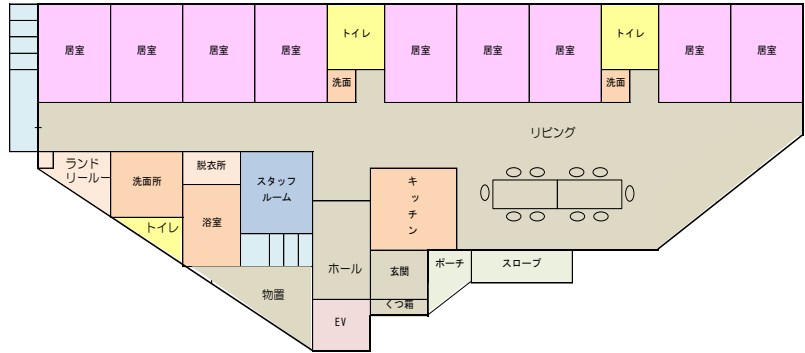 居室
居室
居室
居室
トイレ
居室
居室
居室
トイレ
居室
居室
洗面
洗面
リビング
ランド
リールー
洗面所
脱衣所
スタッフ
ルーム
キッチン
トイレ
浴室
ホール
玄関
ポーチ
スロープ
物置
くつ箱
EV